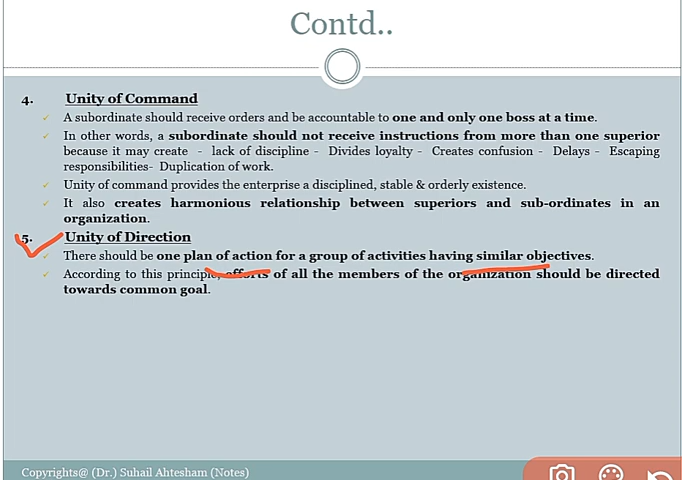 Contd..
4. Unity of Command
A subordinate should receive orders and be accountable to one and only one boss at a time.
In other words, a subordinate should not receive instructions from more than one superior
because it may create - lack of discipline - Divides loyalty - Creates confusion - Delays - Escaping
responsibilities- Duplication of work.
Unity of command provides the enterprise a disciplined, stable & orderly existence.
It also creates harmonious relationship between superiors and sub-ordinates in an
organization.
5. Unity of Direction
There should be one plan of action for a group of activities having similar objectives.
According to this principle, efforts of all the members of the organization should be directed
towards common goal.
Copyrights@ (Dr.) Suhail Ahtesham (Notes)